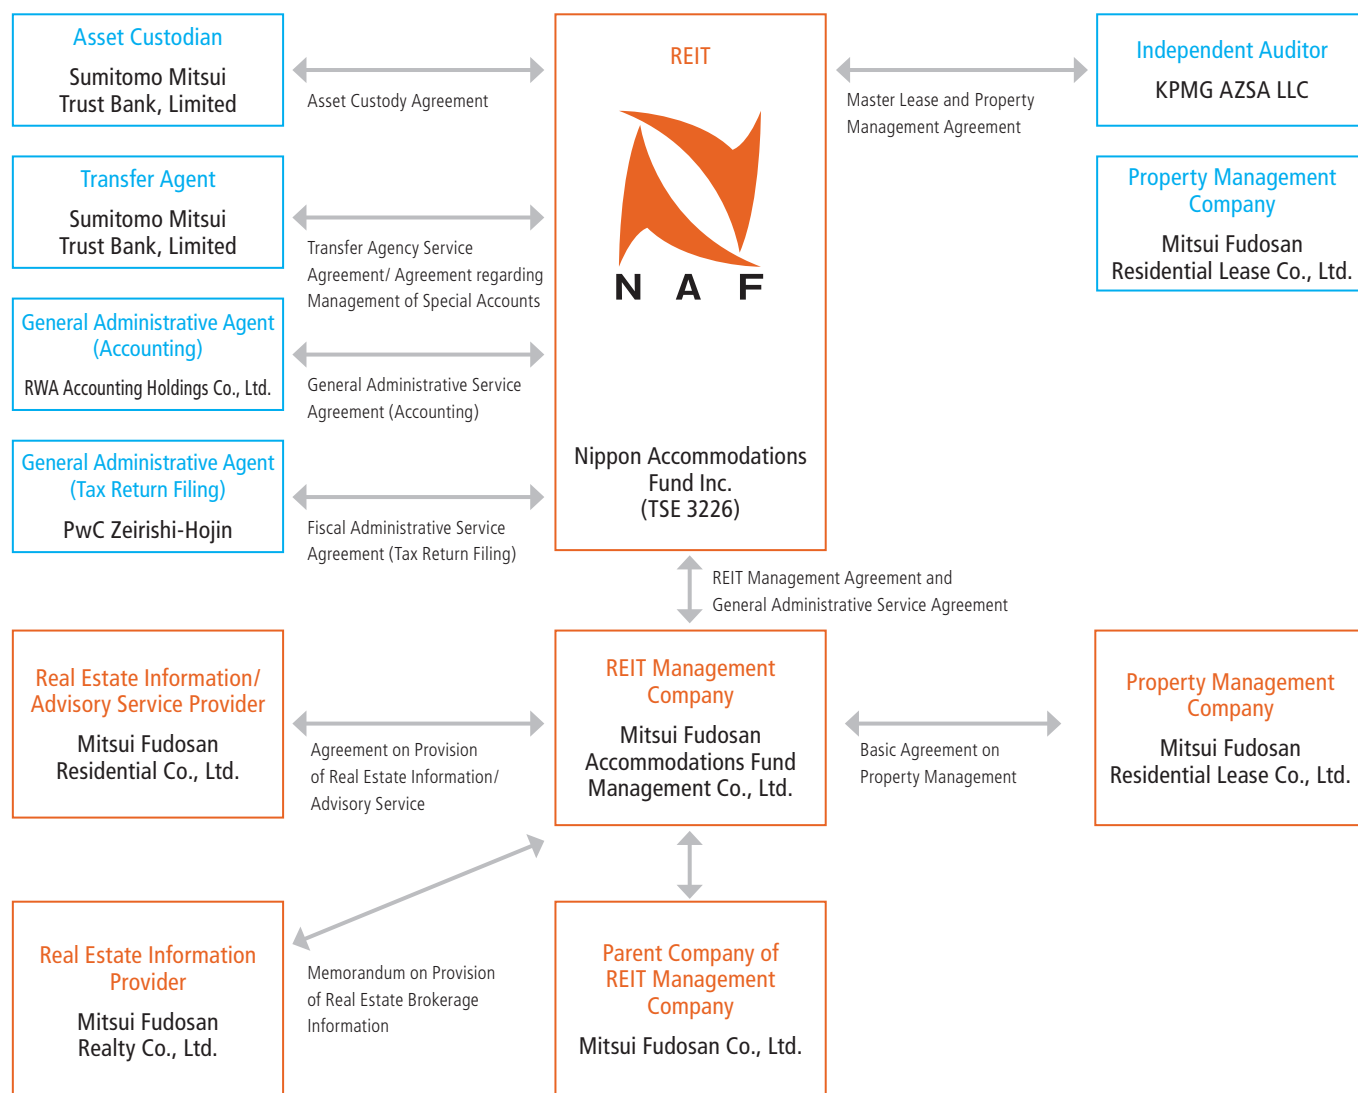 Asset Custodian
Sumitomo Mitsui
Trust Bank, Limited
Asset Custody Agreement
Transfer Agent
Sumitomo Mitsui
Trust Bank, Limited
Transfer Agency Service
Agreement/ Agreement regarding
Management of Special Accounts
General Administrative Agent
(Accounting)
RWA Accounting Holdings Co., Ltd.
General Administrative Service
Agreement (Accounting)
General Administrative Agent
(Tax Return Filing)
PwC Zeirishi-Hojin
Fiscal Administrative Service
Agreement (Tax Return Filing)
REIT
NAF
Nippon Accommodations
Fund Inc.
(TSE 3226)
Master Lease and Property
Management Agreement
Independent Auditor
KPMG AZSA LLC
Property Management
Company
Mitsui Fudosan
Residential Lease Co., Ltd.
REIT Management Agreement and
General Administrative Service Agreement
Real Estate Information/
Advisory Service Provider
Mitsui Fudosan
Residential Co., Ltd.
Agreement on Provision
of Real Estate Information/
Advisory Service
REIT Management
Company
Mitsui Fudosan
Accommodations Fund
Management Co., Ltd.
Basic Agreement on
Property Management
Property Management
Company
Mitsui Fudosan
Residential Lease Co., Ltd.
Real Estate Information
Provider
Mitsui Fudosan
Realty Co., Ltd.
Memorandum on Provision
of Real Estate Brokerage
Information
Parent Company of
REIT Management
Company
Mitsui Fudosan Co., Ltd.